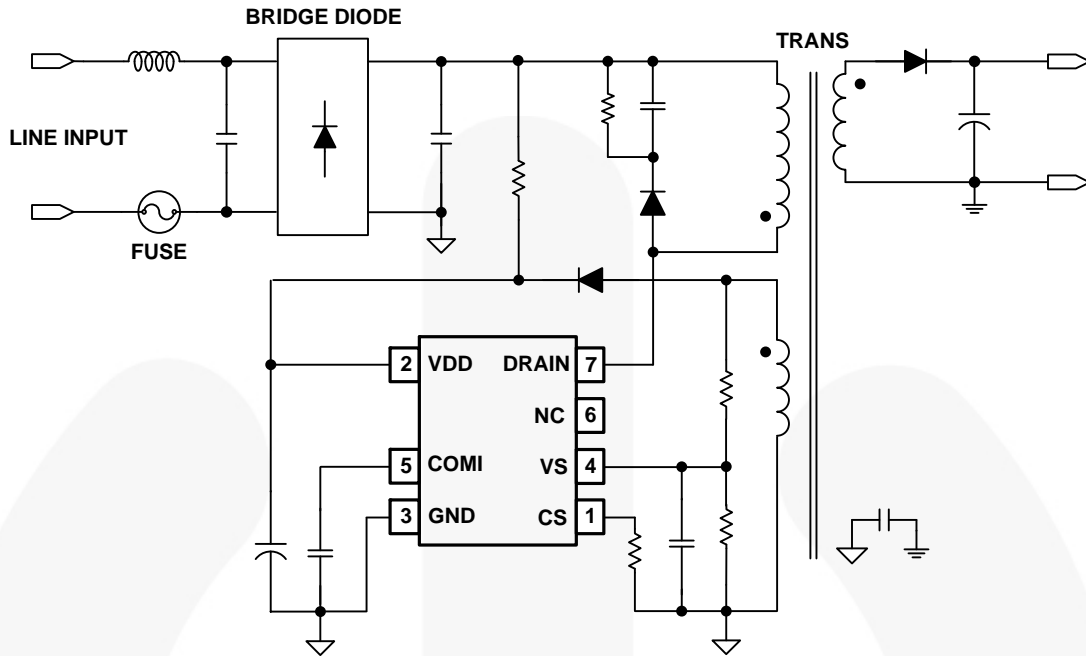 BRIDGE DIODE
TRANS
LINE INPUT
FUSE
2 VDD DRAIN 7
NC 6
5 COMI VS 4
3 GND CS 1